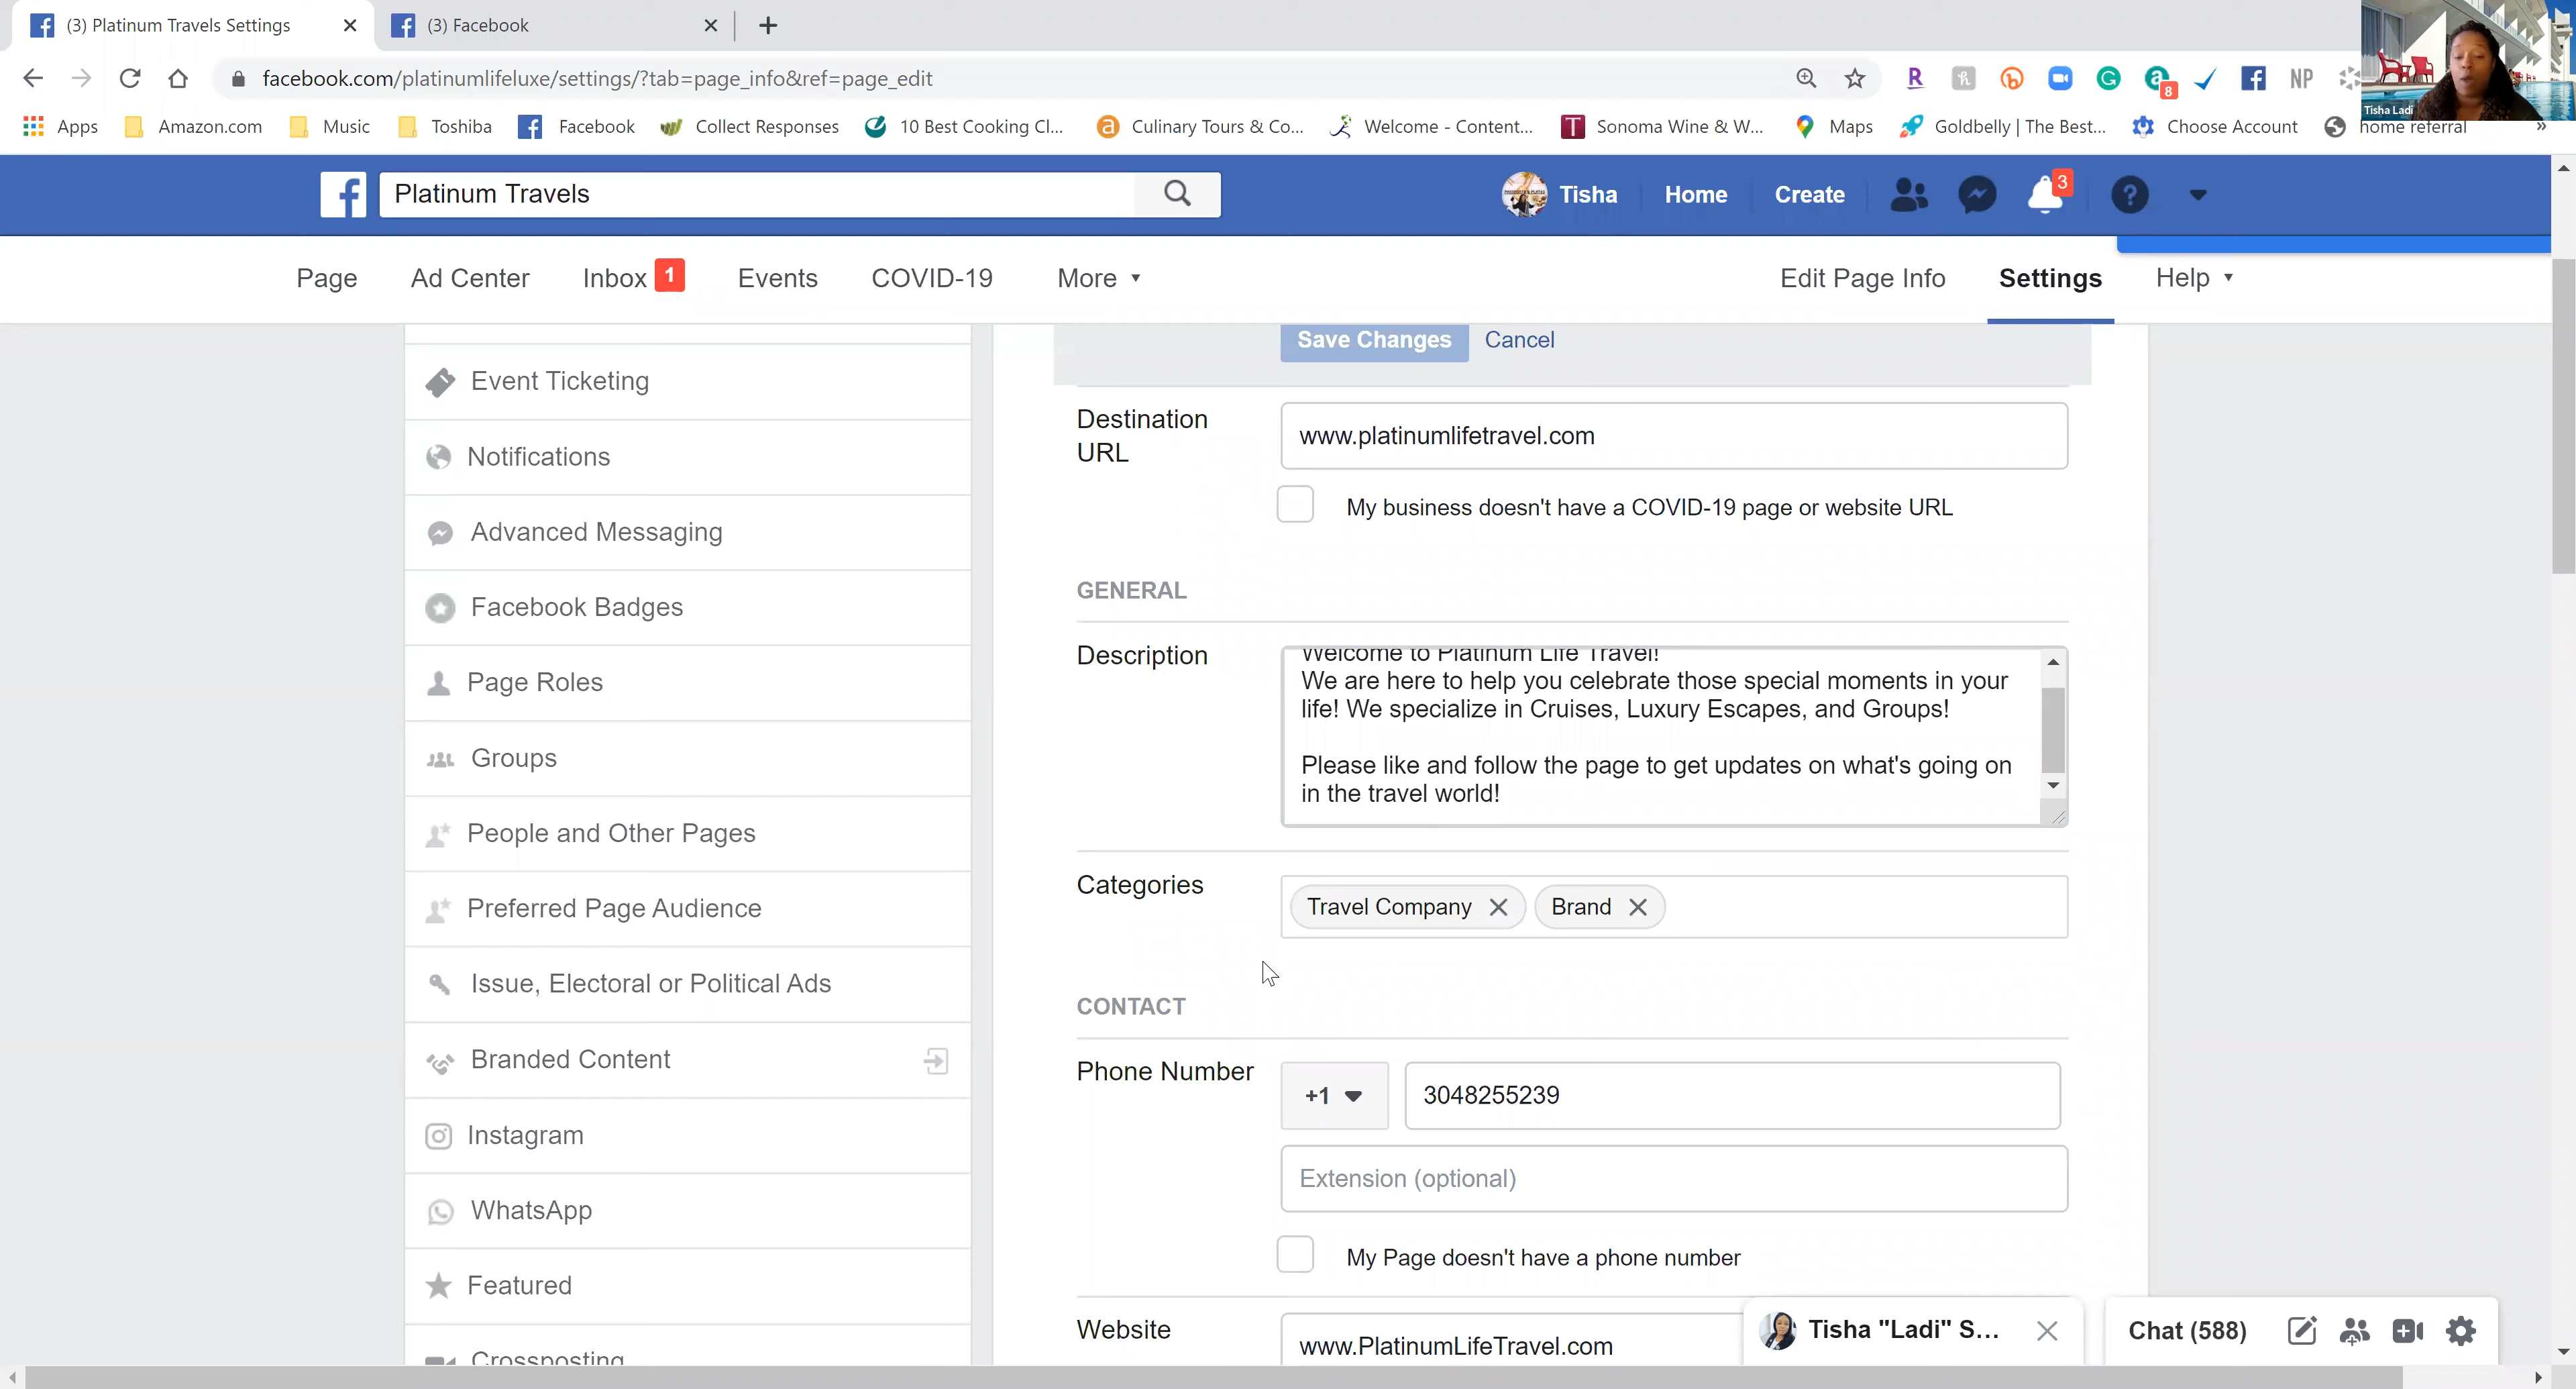 (3) Platinum Travels Settings
(3) Facebook
facebook.com/platinumlifeluxe/settings/?tab=page_info&ref=page_edit
8
NP
Tisha Ladi
Apps
Amazon.com
Music
Toshiba
Facebook
Collect Responses
10 Best Cooking Cl...
Culinary Tours & Co...
Welcome - Content...
Sonoma Wine & W...
Maps
Goldbelly | The Best...
Choose Account
home referral
»
Platinum Travels
Tisha
Home
Create
3
Page
Ad Center
Inbox 1
Events
COVID-19
More
Edit Page Info
Settings
Help
Save Changes
Cancel
Event Ticketing
Notifications
Advanced Messaging
Facebook Badges
Page Roles
Groups
People and Other Pages
Preferred Page Audience
Issue, Electoral or Political Ads
Branded Content
Instagram
WhatsApp
Featured
Crossposting
Destination
URL
www.platinumlifetravel.com
My business doesn't have a COVID-19 page or website URL
GENERAL
Description
Welcome to Platinum Life Travel!
We are here to help you celebrate those special moments in your
life! We specialize in Cruises, Luxury Escapes, and Groups!
Please like and follow the page to get updates on what's going on
in the travel world!
Categories
Travel Company
Brand
CONTACT
Phone Number
+1
3048255239
Extension (optional)
My Page doesn't have a phone number
Website
www.PlatinumLifeTravel.com
Tisha "Ladi" S...
Chat (588)